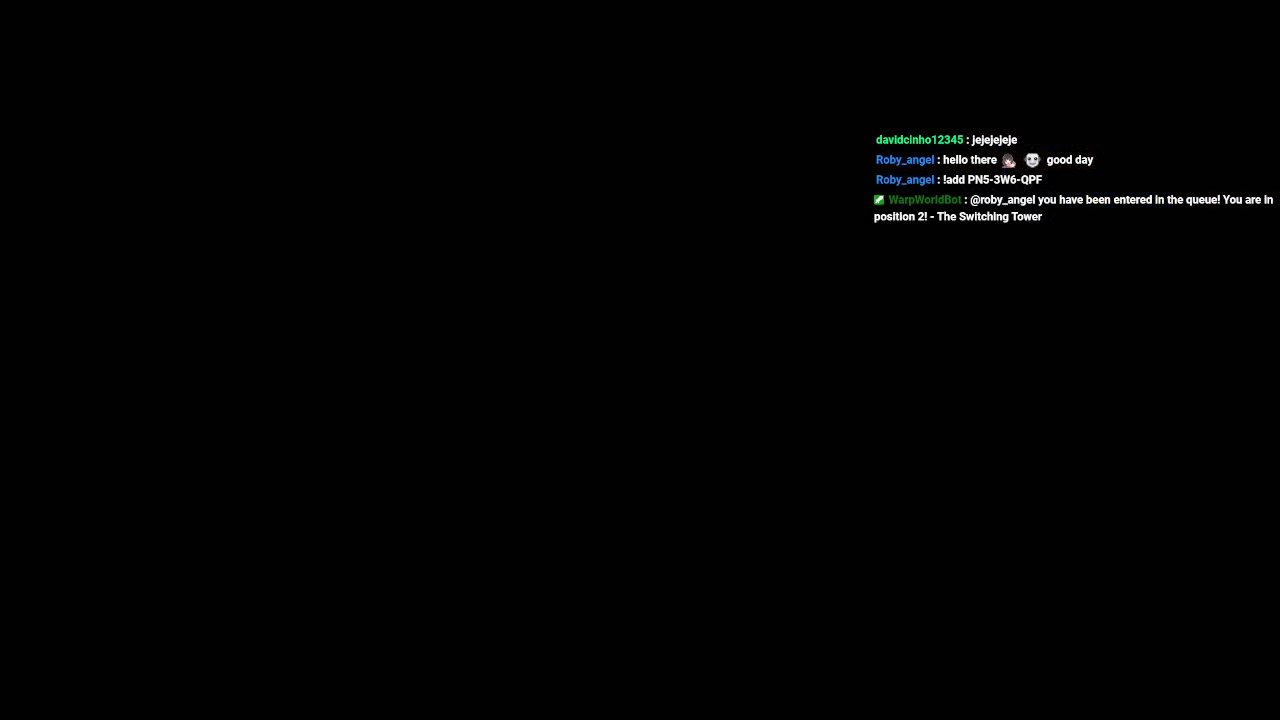 davidcinho12345 : jejejejeje
Roby_angel : hello there good day
Roby_angel : !add PN5-3W6-QPF
WarpWorldBot : @roby_angel you have been entered in the queue! You are in
position 2! - The Switching Tower